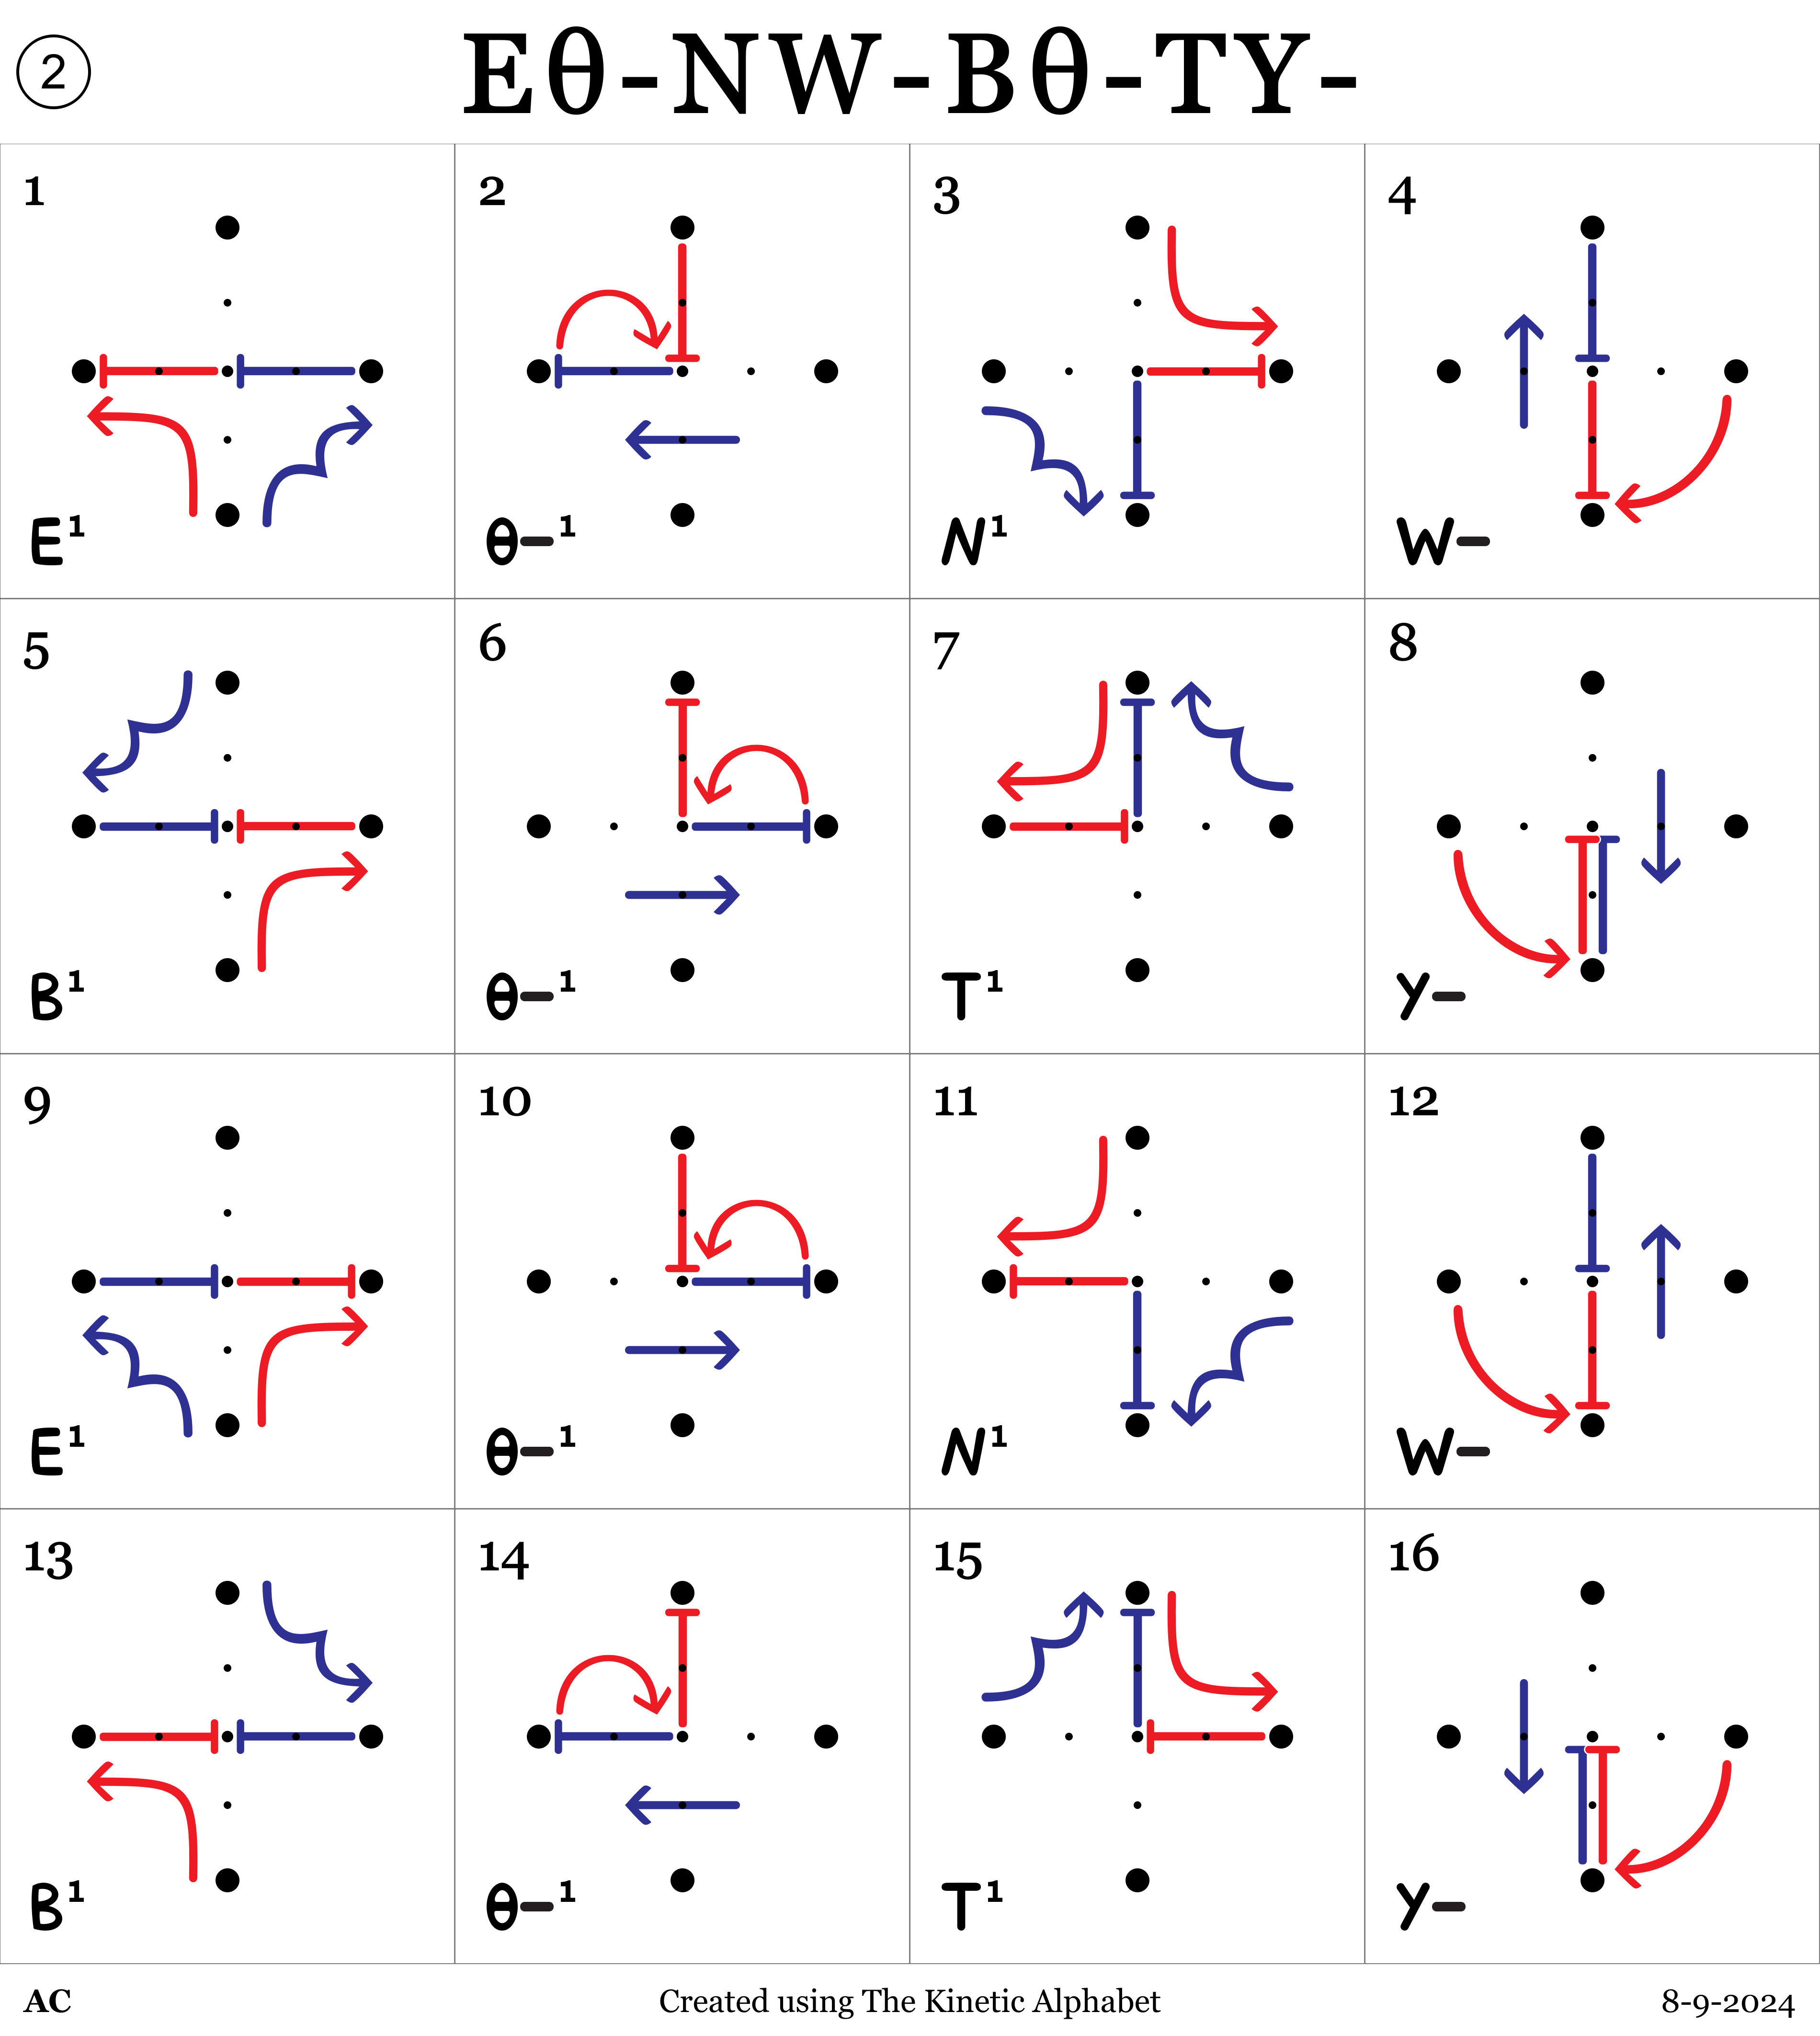 ② Eθ-NW-Bθ-TY-
1 2 3 4
E¹ θ-¹ N¹ W-
5 6 7 8
B¹ θ-¹ T¹ Y-
9 10 11 12
E¹ θ-¹ N¹ W-
13 14 15 16
B¹ θ-¹ T¹ Y-
AC Created using The Kinetic Alphabet 8-9-2024